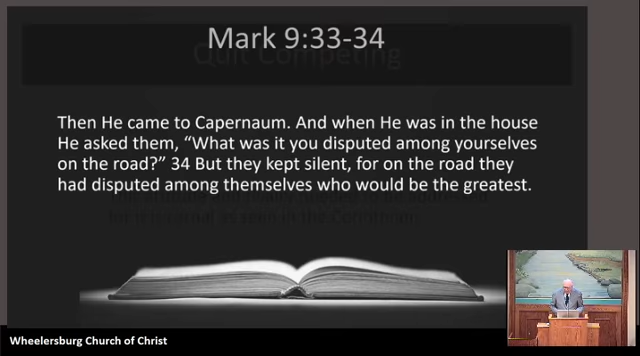 Mark 9:33-34
Quit Competing
Then He came to Capernaum. And when He was in the house
He asked them, “What was it you disputed among yourselves
on the road?” 34 But they kept silent, for on the road they
had disputed among themselves who would be the greatest.
Wheelersburg Church of Christ